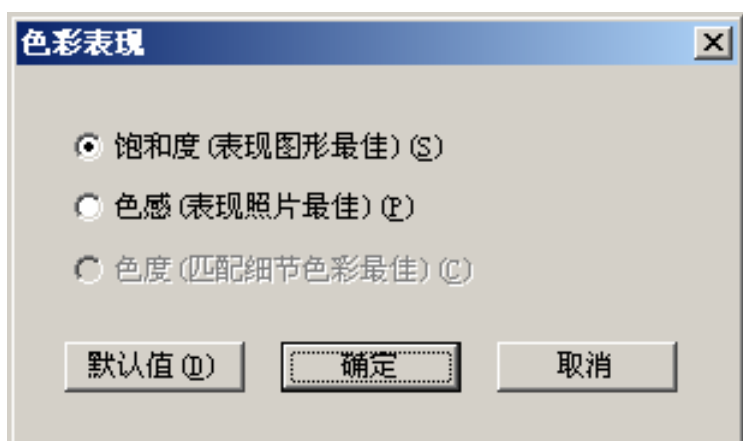 色彩表现
饱和度(表现图形最佳)(S)
色感(表现照片最佳)(P)
色度(匹配细节色彩最佳)(C)
默认值(D) 确定 取消